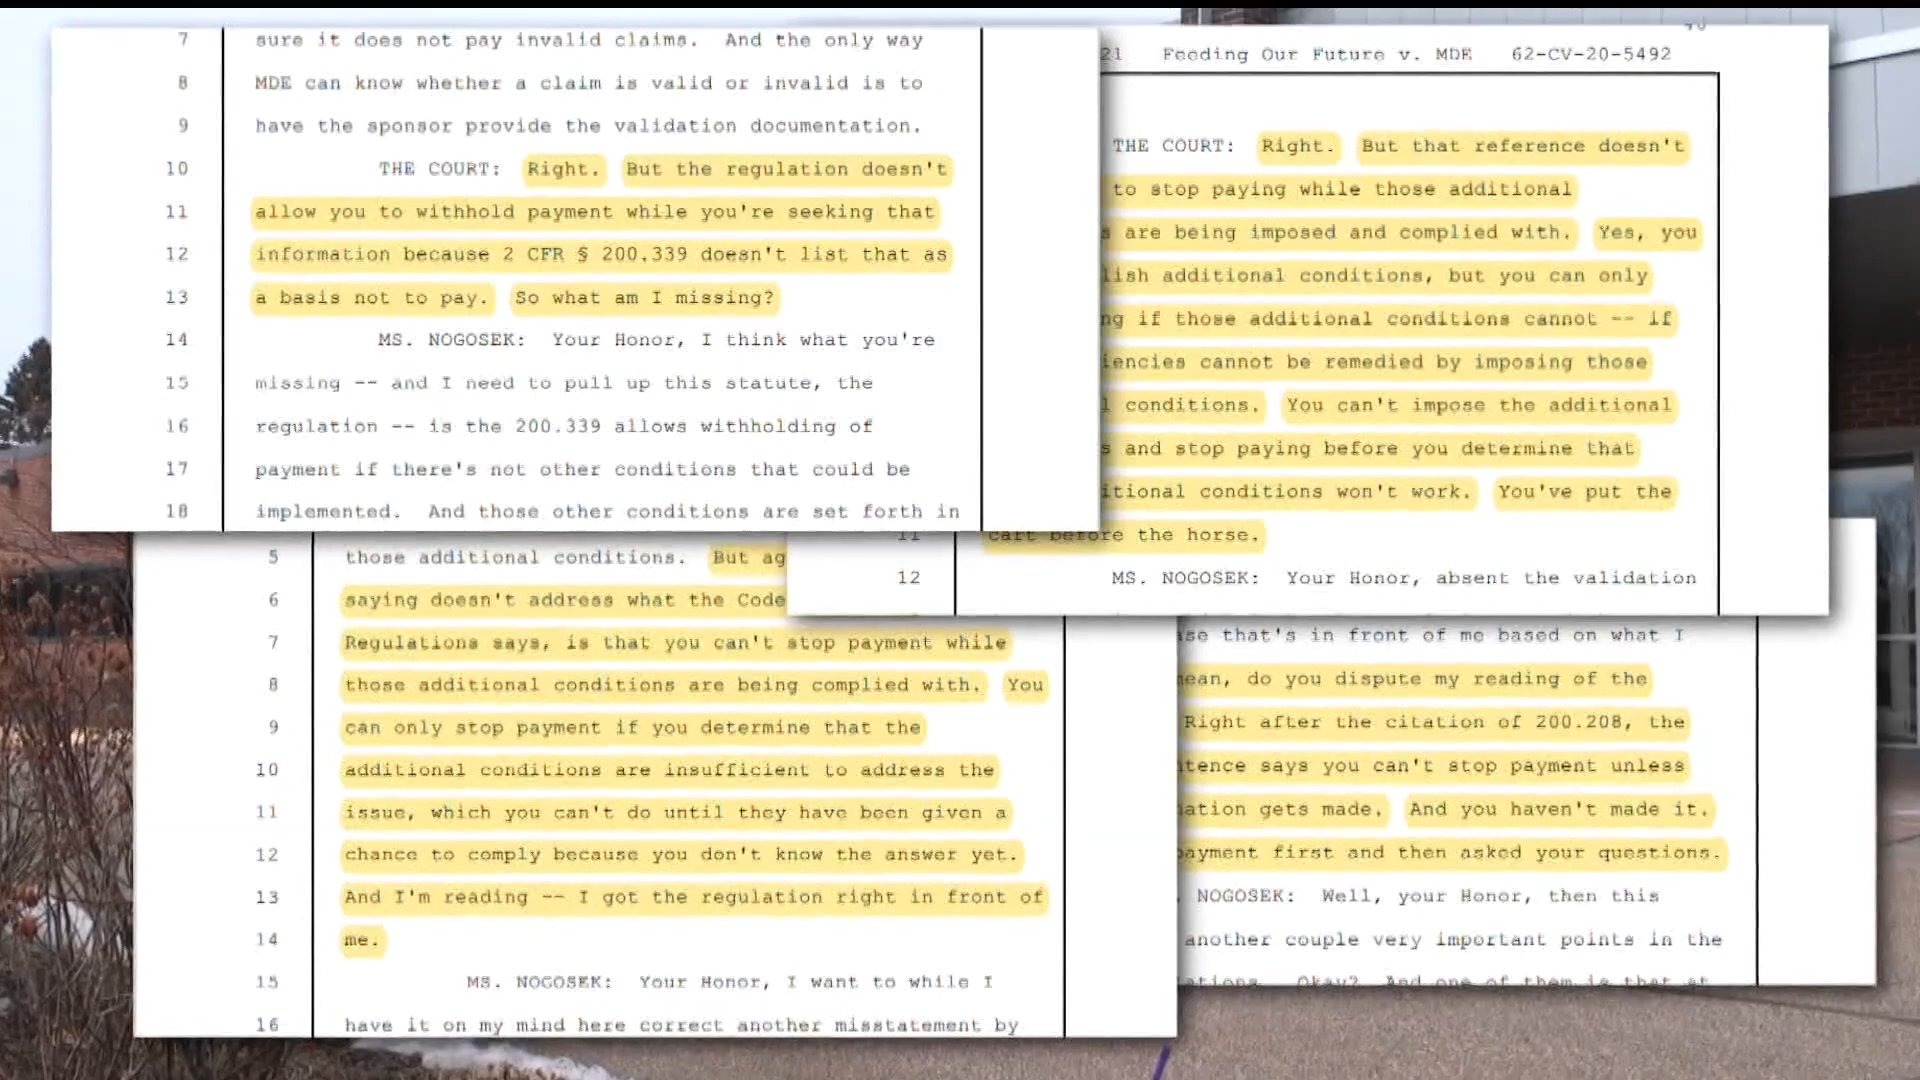 7 sure it does not pay invalid claims. And the only way
8 MDE can know whether a claim is valid or invalid is to
9 have the sponsor provide the validation documentation.
10 THE COURT: Right. But the regulation doesn't
11 allow you to withhold payment while you're seeking that
12 information because 2 CFR § 200.339 doesn't list that as
13 a basis not to pay. So what am I missing?
14 MS. NOGOSEK: Your Honor, I think what you're
15 missing -- and I need to pull up this statute, the
16 regulation -- is the 200.339 allows withholding of
17 payment if there's not other conditions that could be
18 implemented. And those other conditions are set forth in
21 Feeding Our Future v. MDE 62-CV-20-5492
THE COURT: Right. But that reference doesn't
to stop paying while those additional
s are being imposed and complied with. Yes, you
lish additional conditions, but you can only
ng if those additional conditions cannot -- if
iencies cannot be remedied by imposing those
l conditions. You can't impose the additional
s and stop paying before you determine that
itional conditions won't work. You've put the
11 cart before the horse.
12 MS. NOGOSEK: Your Honor, absent the validation
5 those additional conditions. But ag
6 saying doesn't address what the Code
7 Regulations says, is that you can't stop payment while
8 those additional conditions are being complied with. You
9 can only stop payment if you determine that the
10 additional conditions are insufficient to address the
11 issue, which you can't do until they have been given a
12 chance to comply because you don't know the answer yet.
13 And I'm reading -- I got the regulation right in front of
14 me.
15 MS. NOGOSEK: Your Honor, I want to while I
16 have it on my mind here correct another misstatement by
ase that's in front of me based on what I
mean, do you dispute my reading of the
Right after the citation of 200.208, the
tence says you can't stop payment unless
nation gets made. And you haven't made it.
payment first and then asked your questions.
NOGOSEK: Well, your Honor, then this
another couple very important points in the
lations. Okay? And one of them is that at